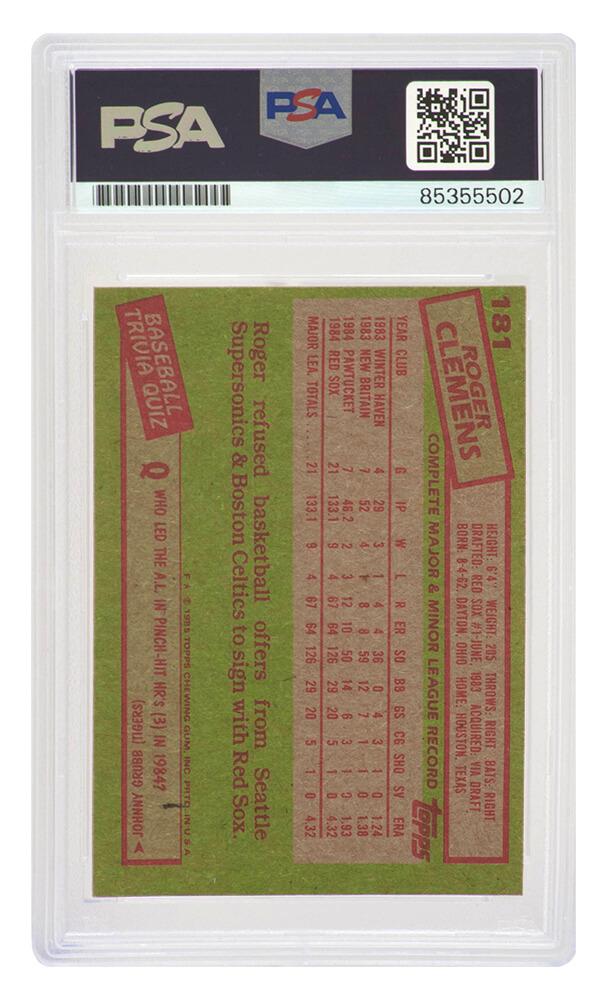 PSA
PSA
85355502
181
ROGER
CLEMENS
HEIGHT: 6'4" WEIGHT: 205 THROWS: RIGHT BATS: RIGHT
DRAFTED: RED SOX #1-JUNE, 1983 ACQUIRED: VIA DRAFT
BORN: 8-4-62 DAYTON, OHIO HOME: HOUSTON, TEXAS
COMPLETE MAJOR & MINOR LEAGUE RECORD
TOPPS
YEAR CLUB G IP W L R ER SO BB GS CG SHO SV ERA
1983 WINTER HAVEN 4 29 3 1 4 4 36 0 4 3 1 0 1.24
1983 NEW BRITAIN 7 52 4 1 8 8 59 12 7 1 1 0 1.38
1984 PAWTUCKET 7 46.2 2 3 12 10 50 14 6 3 1 0 1.93
1984 RED SOX 21 133.1 9 4 67 64 126 29 20 5 1 0 4.32
MAJOR LEA. TOTALS 21 133.1 9 4 67 64 126 29 20 5 1 0 4.32
Roger refused basketball offers from Seattle
Supersonics & Boston Celtics to sign with Red Sox.
F A © 1985 TOPPS CHEWING GUM, INC. PRTD. IN U S A
BASEBALL
TRIVIA QUIZ
Q WHO LED THE A.L. IN PINCH-HIT HR'S (3) IN 1984?
JOHNNY GRUBB (TIGERS)